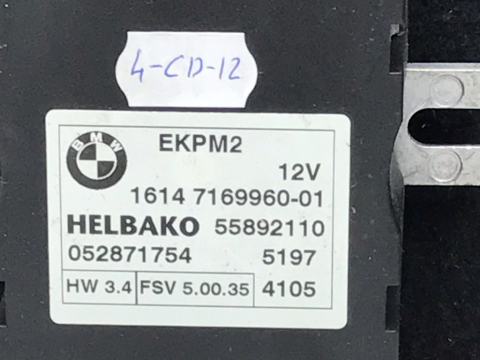 4-CD-12
BMW
EKPM2
12V
1614 7169960-01
HELBAKO 55892110
052871754 5197
HW 3.4 FSV 5.00.35 4105